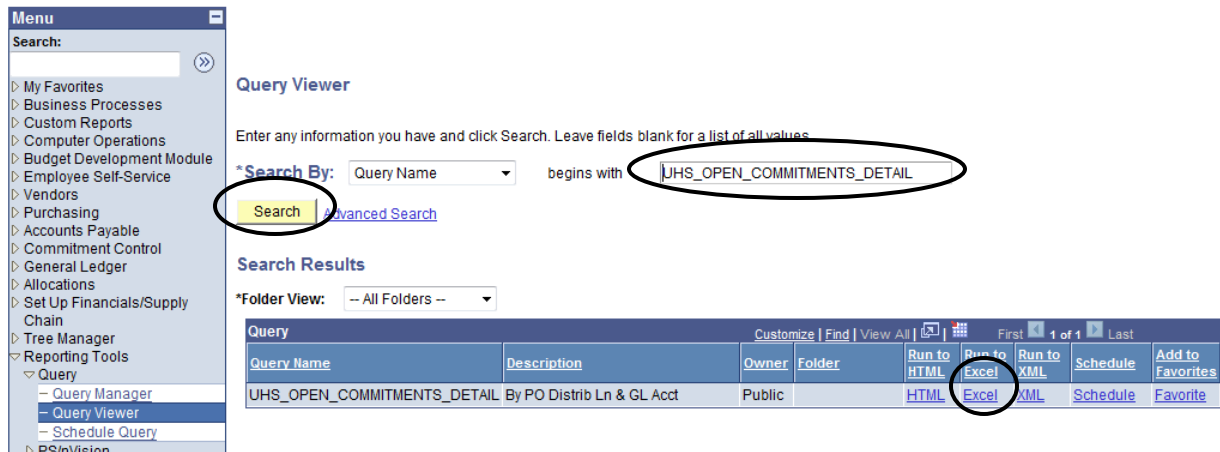 Menu
Search:
My Favorites
Business Processes
Custom Reports
Computer Operations
Budget Development Module
Employee Self-Service
Vendors
Purchasing
Accounts Payable
Commitment Control
General Ledger
Allocations
Set Up Financials/Supply
Chain
Tree Manager
Reporting Tools
Query
Query Manager
Query Viewer
Schedule Query
PS/nVision
Query Viewer
Enter any information you have and click Search. Leave fields blank for a list of all values.
*Search By: Query Name begins with UHS_OPEN_COMMITMENTS_DETAIL
Search Advanced Search
Search Results
*Folder View: -- All Folders --
Query Customize | Find | View All | | First 1 of 1 Last
Query Name Description Owner Folder Run to HTML Run to Excel Run to XML Schedule Add to Favorites
UHS_OPEN_COMMITMENTS_DETAIL By PO Distrib Ln & GL Acct Public HTML Excel XML Schedule Favorite